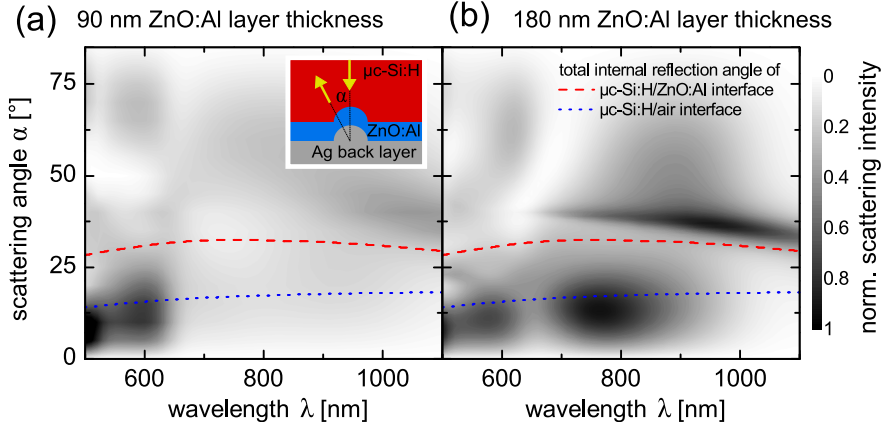 (a) 90 nm ZnO:Al layer thickness
(b) 180 nm ZnO:Al layer thickness
scattering angle α [°]
75
50
25
0
μc-Si:H
α
ZnO:Al
Ag back layer
600
800
1000
wavelength λ [nm]
total internal reflection angle of
μc-Si:H/ZnO:Al interface
μc-Si:H/air interface
600
800
1000
wavelength λ [nm]
0
0.2
0.4
0.6
0.8
1
norm. scattering intensity